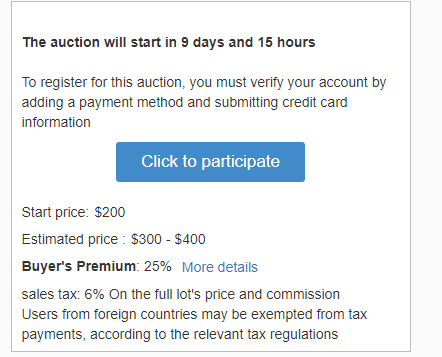 The auction will start in 9 days and 15 hours
To register for this auction, you must verify your account by
adding a payment method and submitting credit card
information
Click to participate
Start price: $200
Estimated price : $300 - $400
Buyer's Premium: 25% More details
sales tax: 6% On the full lot's price and commission
Users from foreign countries may be exempted from tax
payments, according to the relevant tax regulations